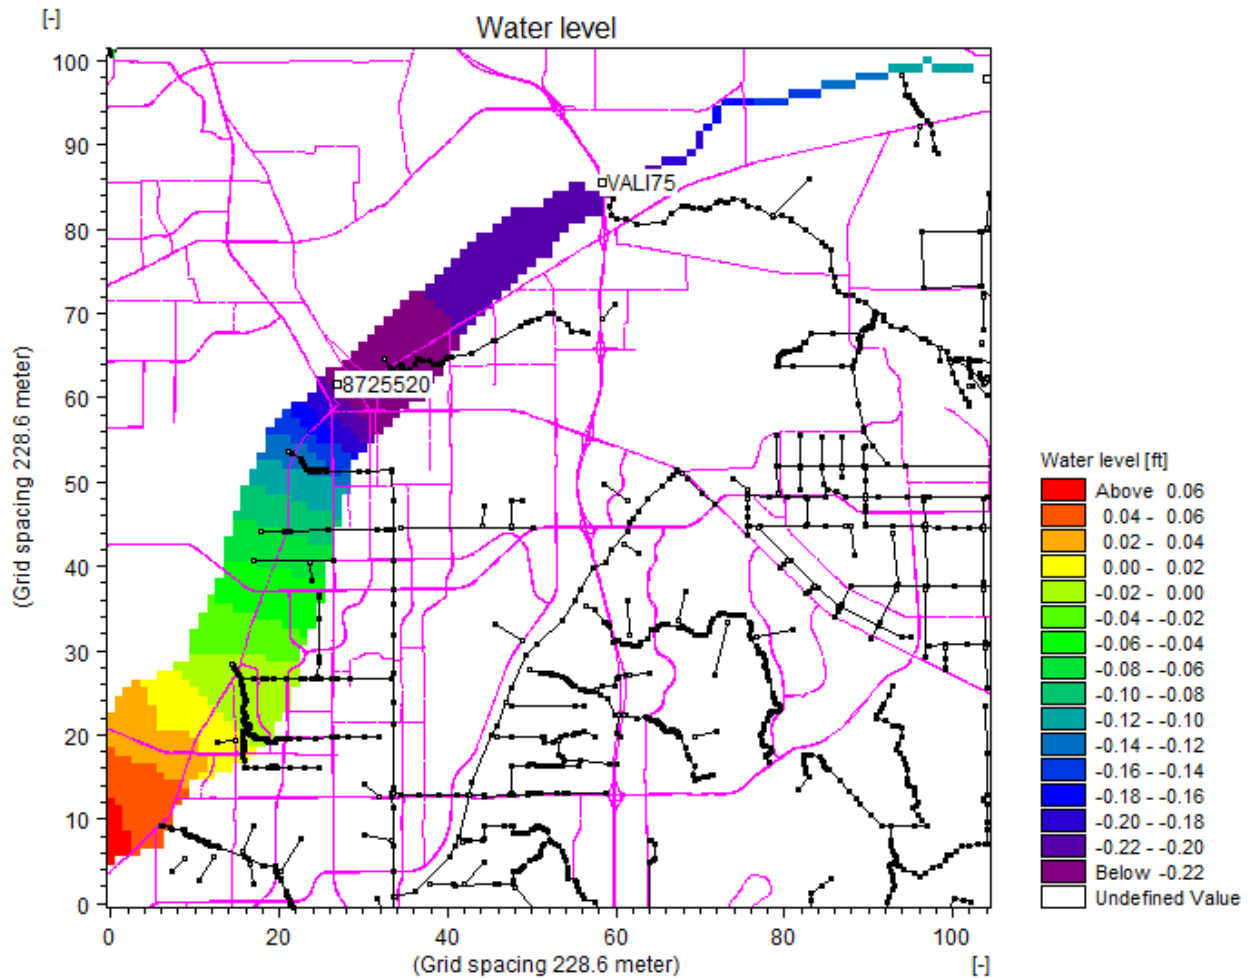 [-]
Water level
100
90
80
70
60
50
40
30
20
10
0
(Grid spacing 228.6 meter)
VALI75
8725520
0
20
40
60
80
100
(Grid spacing 228.6 meter)
[-]
Water level [ft]
Above 0.06
0.04 - 0.06
0.02 - 0.04
0.00 - 0.02
-0.02 - 0.00
-0.04 - -0.02
-0.06 - -0.04
-0.08 - -0.06
-0.10 - -0.08
-0.12 - -0.10
-0.14 - -0.12
-0.16 - -0.14
-0.18 - -0.16
-0.20 - -0.18
-0.22 - -0.20
Below -0.22
Undefined Value